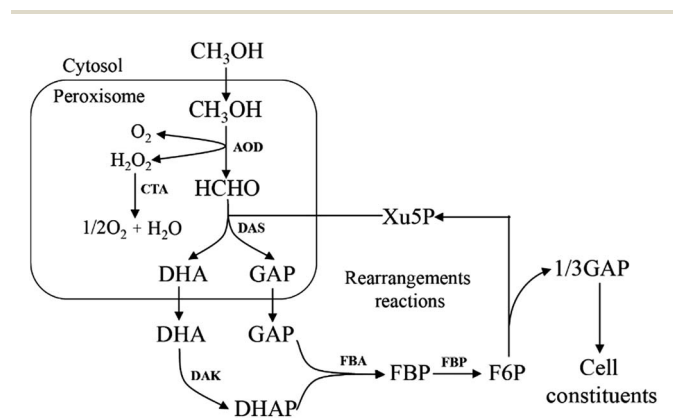 CH₃OH
Cytosol
Peroxisome
CH₃OH
O₂
AOD
H₂O₂
CTA
HCHO
Xu5P
1/2O₂ + H₂O
DAS
DHA
GAP
Rearrangements
reactions
1/3GAP
DHA
GAP
FBA
FBP
FBP
F6P
Cell
constituents
DAK
DHAP